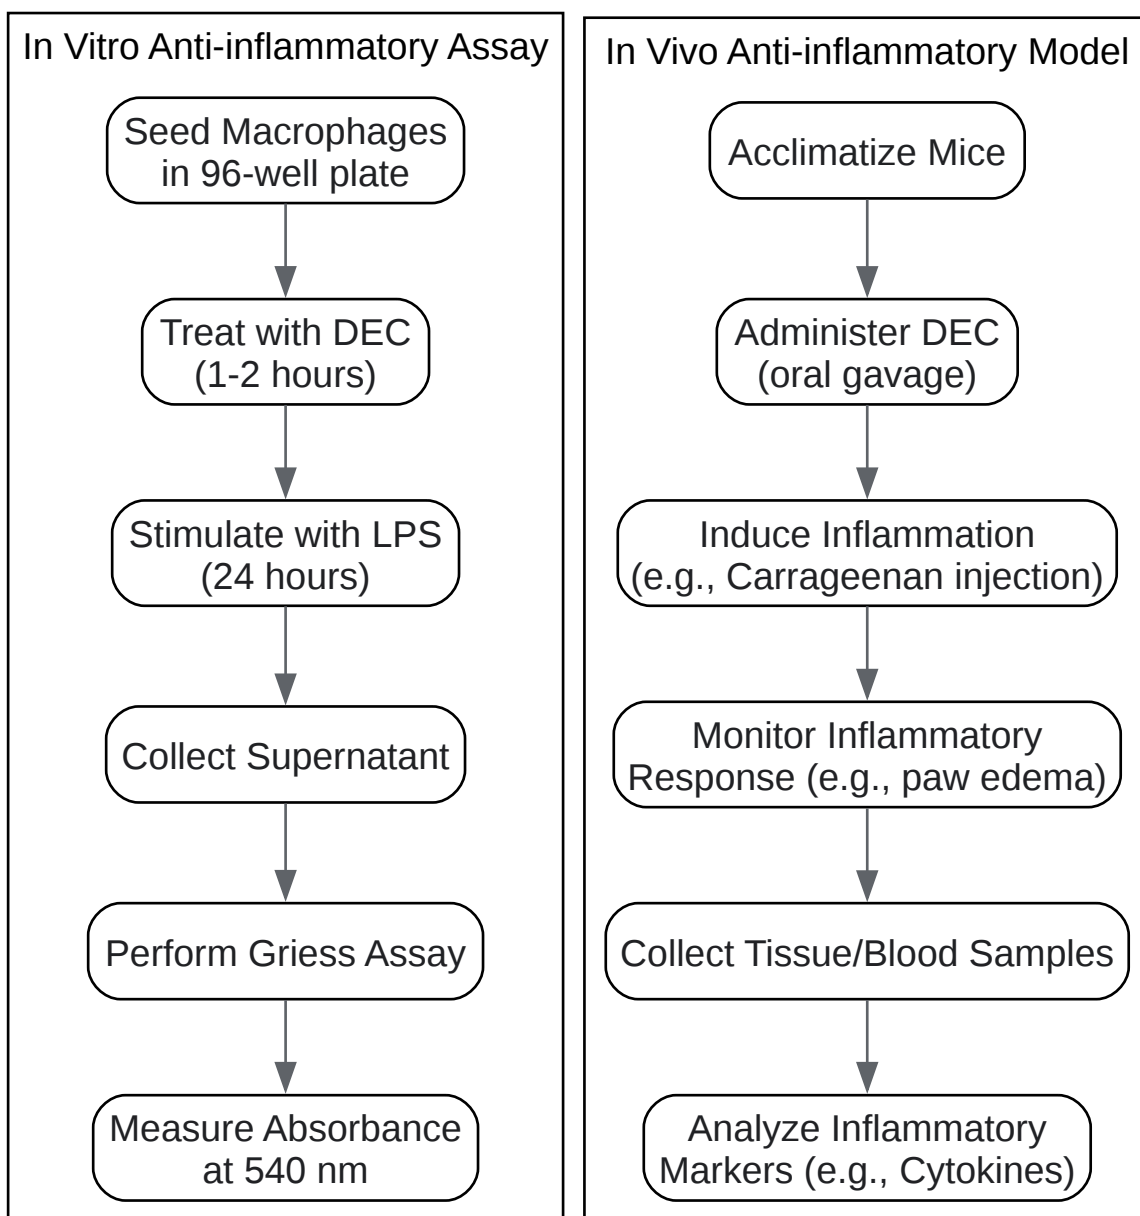 In Vitro Anti-inflammatory Assay
Seed Macrophages
in 96-well plate
Treat with DEC
(1-2 hours)
Stimulate with LPS
(24 hours)
Collect Supernatant
Perform Griess Assay
Measure Absorbance
at 540 nm
In Vivo Anti-inflammatory Model
Acclimatize Mice
Administer DEC
(oral gavage)
Induce Inflammation
(e.g., Carrageenan injection)
Monitor Inflammatory
Response (e.g., paw edema)
Collect Tissue/Blood Samples
Analyze Inflammatory
Markers (e.g., Cytokines)